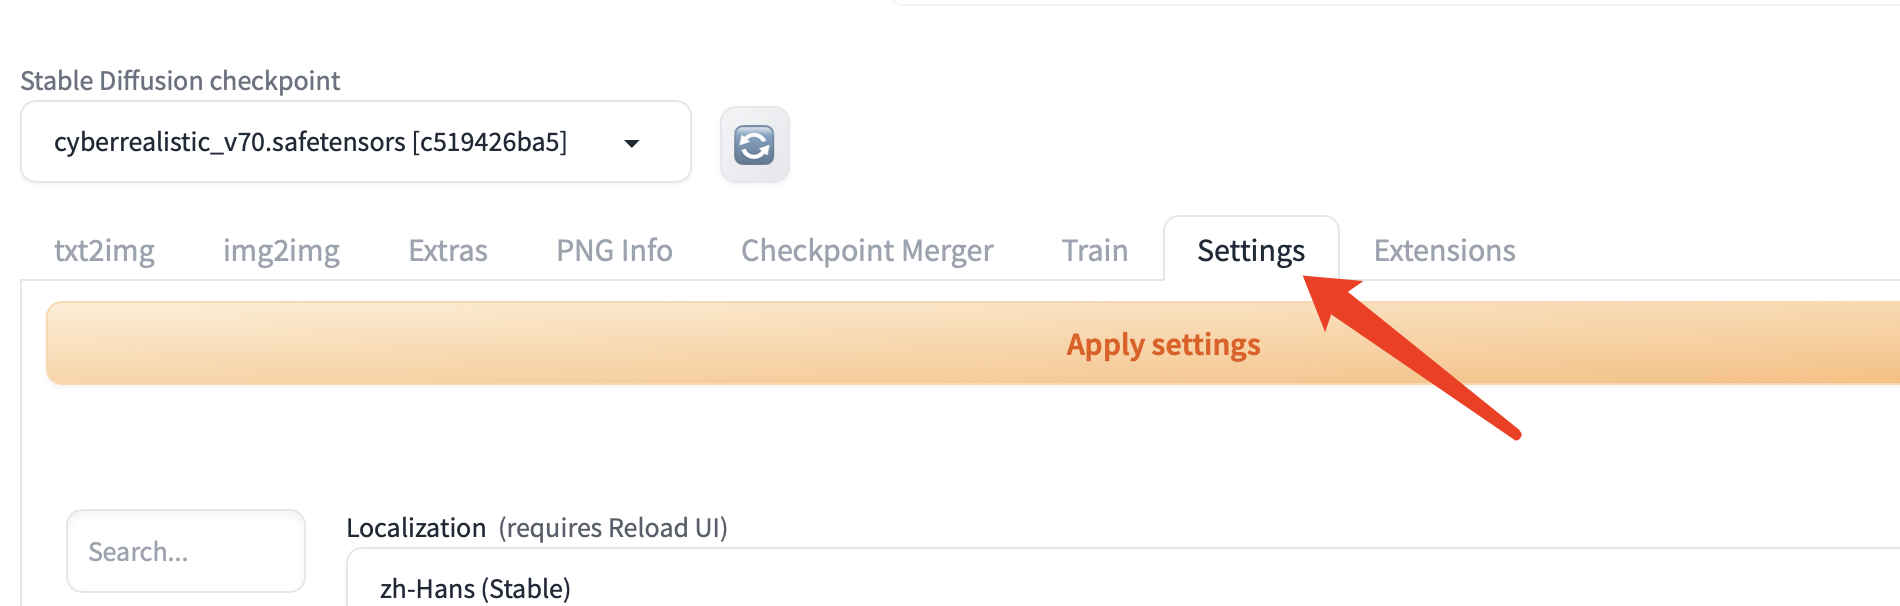 Stable Diffusion checkpoint
cyberrealistic_v70.safetensors [c519426ba5]
txt2img img2img Extras PNG Info Checkpoint Merger Train Settings Extensions
Apply settings
Search...
Localization (requires Reload UI)
zh-Hans (Stable)